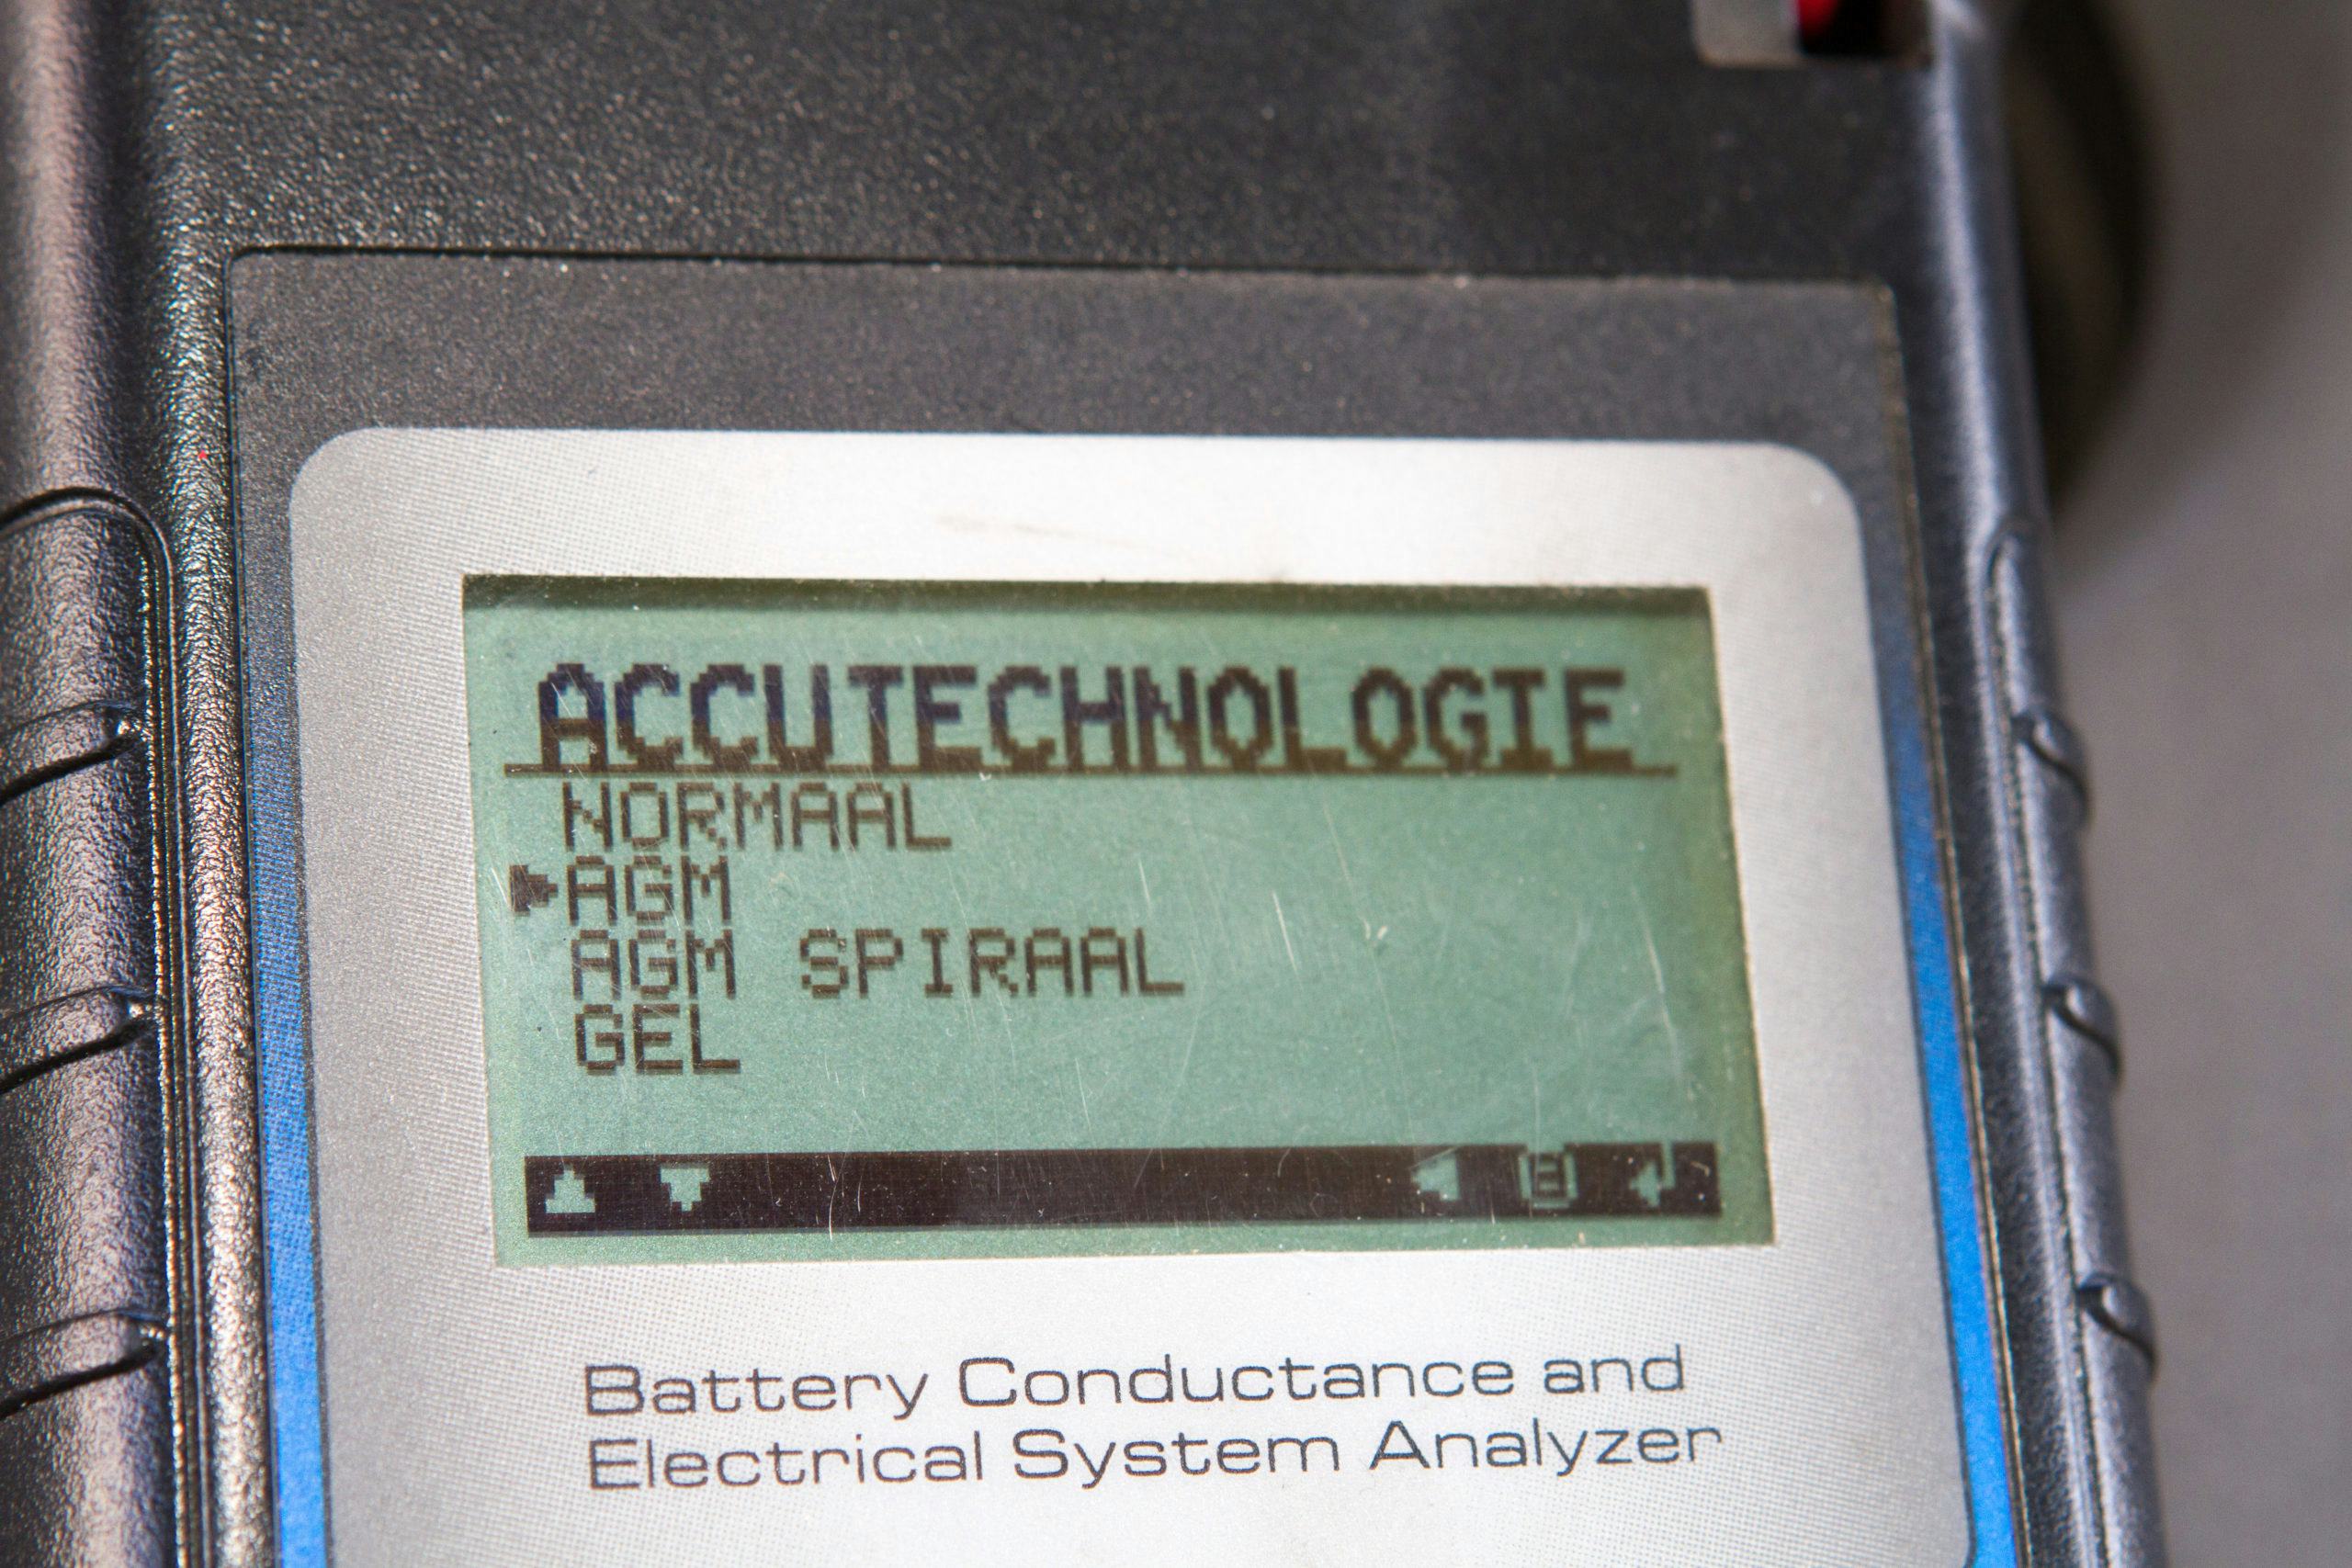 ACCUTECHNOLOGIE
NORMAAL
AGM
AGM SPIRAAL
GEL
Battery Conductance and
Electrical System Analyzer